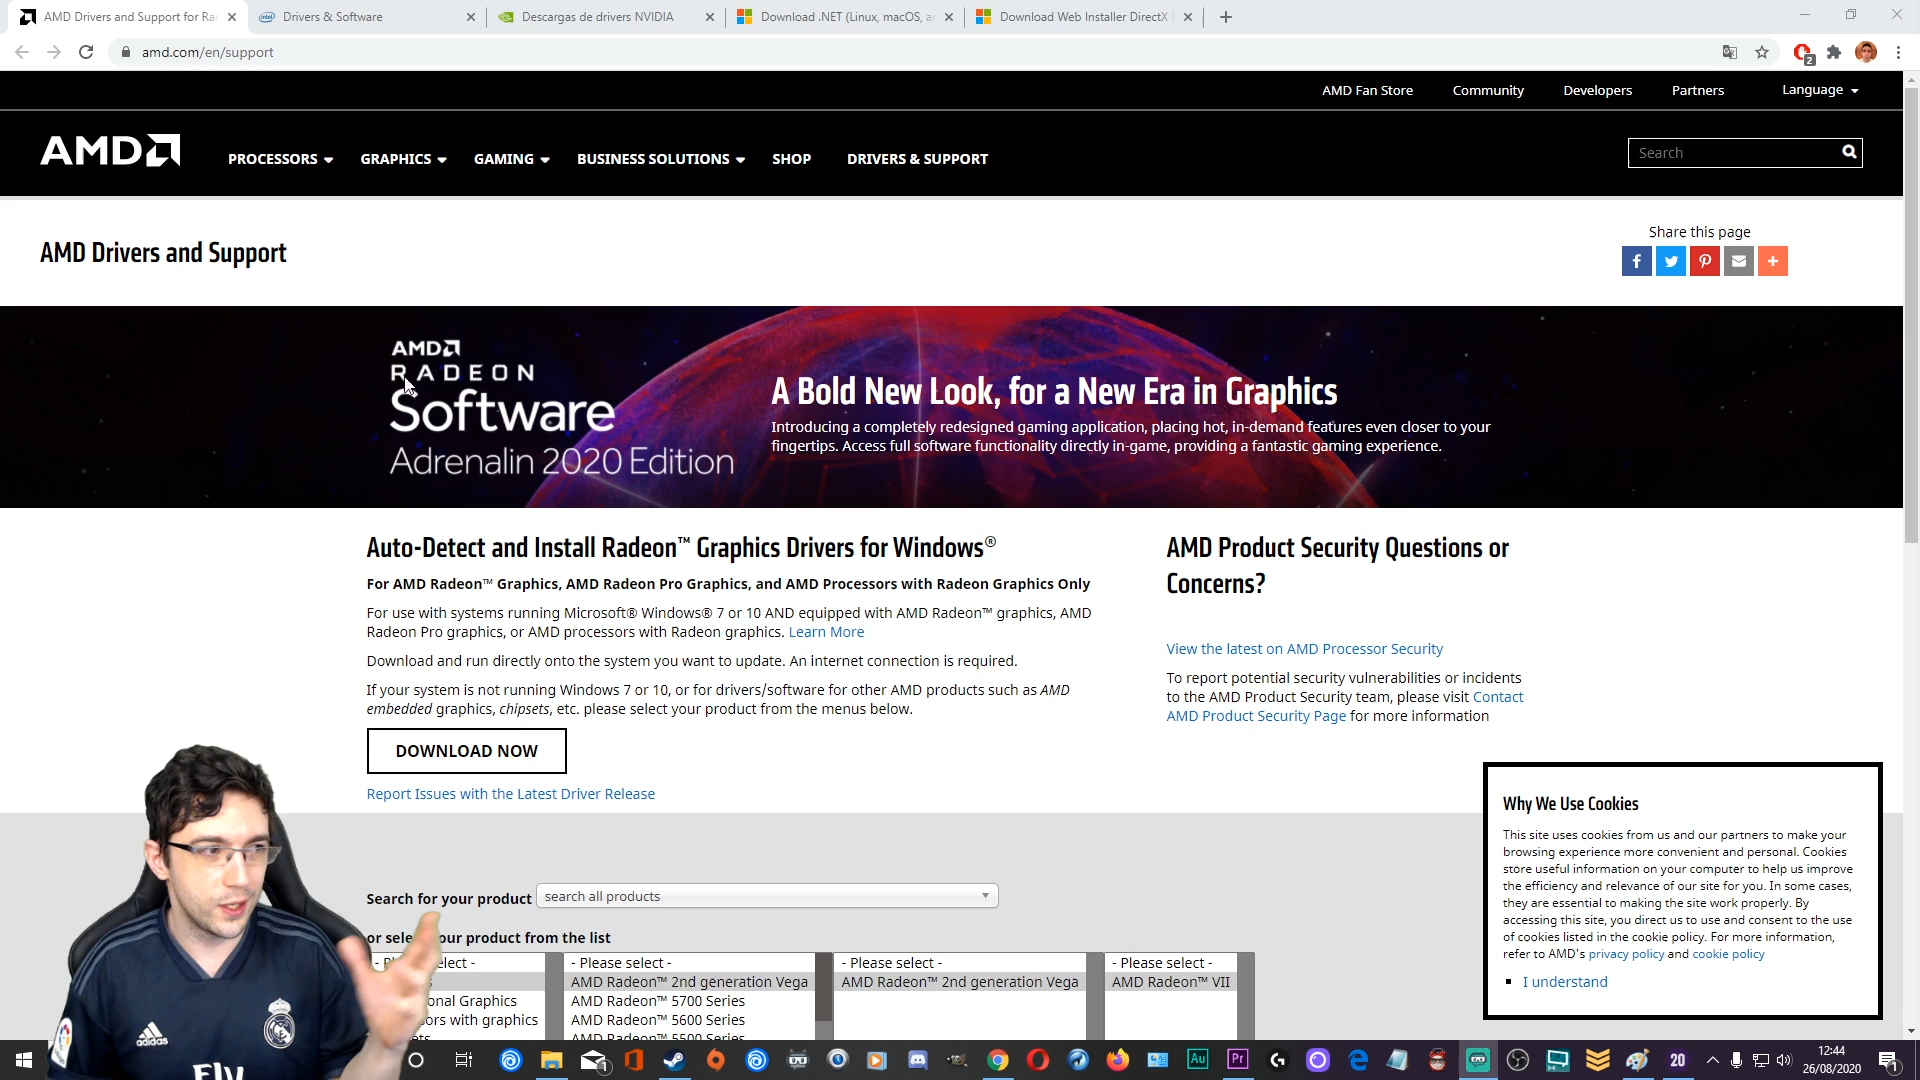 AMD Drivers and Support for Ra
Drivers & Software
Descargas de drivers NVIDIA
Download .NET (Linux, macOS, a
Download Web Installer DirectX
amd.com/en/support
2
AMD Fan Store
Community
Developers
Partners
Language
AMD
PROCESSORS
GRAPHICS
GAMING
BUSINESS SOLUTIONS
SHOP
DRIVERS & SUPPORT
Search
AMD Drivers and Support
Share this page
AMD
RADEON
Software
Adrenalin 2020 Edition
A Bold New Look, for a New Era in Graphics
Introducing a completely redesigned gaming application, placing hot, in-demand features even closer to your
fingertips. Access full software functionality directly in-game, providing a fantastic gaming experience.
Auto-Detect and Install Radeon™ Graphics Drivers for Windows®
For AMD Radeon™ Graphics, AMD Radeon Pro Graphics, and AMD Processors with Radeon Graphics Only
For use with systems running Microsoft® Windows® 7 or 10 AND equipped with AMD Radeon™ graphics, AMD
Radeon Pro graphics, or AMD processors with Radeon graphics. Learn More
Download and run directly onto the system you want to update. An internet connection is required.
If your system is not running Windows 7 or 10, or for drivers/software for other AMD products such as AMD
embedded graphics, chipsets, etc. please select your product from the menus below.
DOWNLOAD NOW
Report Issues with the Latest Driver Release
AMD Product Security Questions or
Concerns?
View the latest on AMD Processor Security
To report potential security vulnerabilities or incidents
to the AMD Product Security team, please visit Contact
AMD Product Security Page for more information
Why We Use Cookies
This site uses cookies from us and our partners to make your
browsing experience more convenient and personal. Cookies
store useful information on your computer to help us improve
the efficiency and relevance of our site for you. In some cases,
they are essential to making the site work properly. By
accessing this site, you direct us to use and consent to the use
of cookies listed in the cookie policy. For more information,
refer to AMD's privacy policy and cookie policy
I understand
Search for your product
search all products
or sele our product from the list
- P elect -
onal Graphics
ors with graphics
ets
- Please select -
AMD Radeon™ 2nd generation Vega
AMD Radeon™ 5700 Series
AMD Radeon™ 5600 Series
AMD Radeon™ 5500 Series
- Please select -
AMD Radeon™ 2nd generation Vega
- Please select -
AMD Radeon™ VII
adidas
Fly
1
Au
Pr
20
12:44
26/08/2020
1